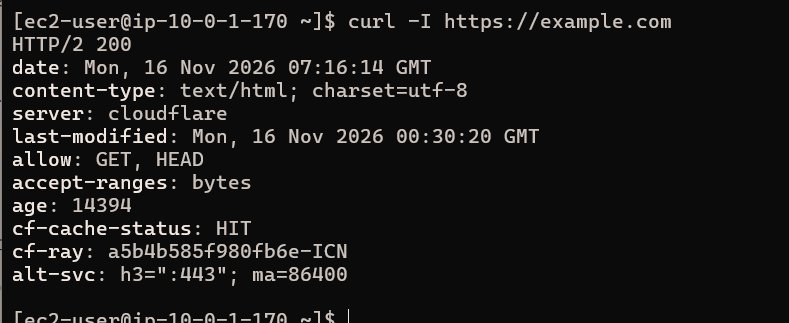 [ec2-user@ip-10-0-1-170 ~]$ curl -I https://example.com
HTTP/2 200
date: Mon, 16 Nov 2026 07:16:14 GMT
content-type: text/html; charset=utf-8
server: cloudflare
last-modified: Mon, 16 Nov 2026 00:30:20 GMT
allow: GET, HEAD
accept-ranges: bytes
age: 14394
cf-cache-status: HIT
cf-ray: a5b4b585f980fb6e-ICN
alt-svc: h3=":443"; ma=86400
[ec2-user@ip-10-0-1-170 ~]$